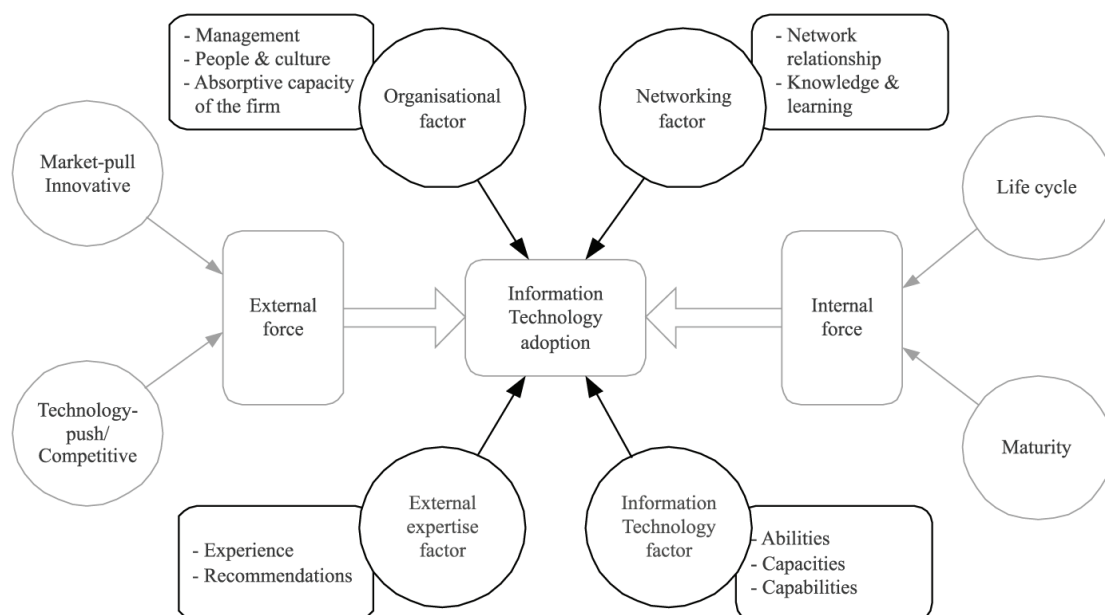 - Management
- People & culture
- Absorptive capacity
of the firm
Organisational
factor
Networking
factor
- Network
relationship
- Knowledge &
learning
Market-pull
Innovative
Life cycle
External
force
Information
Technology
adoption
Internal
force
Technology-
push/
Competitive
Maturity
- Experience
- Recommendations
External
expertise
factor
Information
Technology
factor
- Abilities
- Capacities
- Capabilities